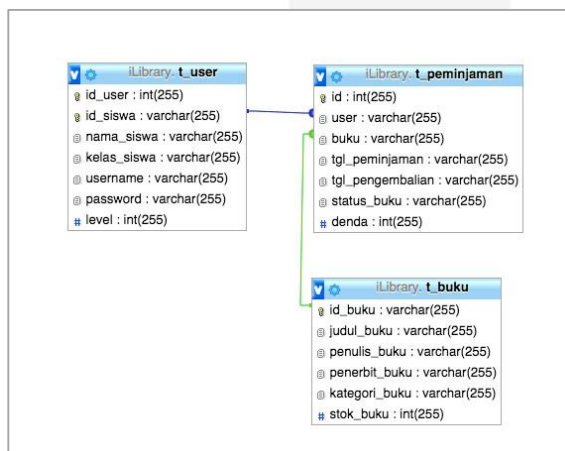 iLibrary. t_user
id_user : int(255)
id_siswa : varchar(255)
nama_siswa : varchar(255)
kelas_siswa : varchar(255)
username : varchar(255)
password : varchar(255)
# level : int(255)
iLibrary. t_peminjaman
id : int(255)
user : varchar(255)
buku : varchar(255)
tgl_peminjaman : varchar(255)
tgl_pengembalian : varchar(255)
status_buku : varchar(255)
# denda : int(255)
iLibrary. t_buku
id_buku : varchar(255)
judul_buku : varchar(255)
penulis_buku : varchar(255)
penerbit_buku : varchar(255)
kategori_buku : varchar(255)
# stok_buku : int(255)